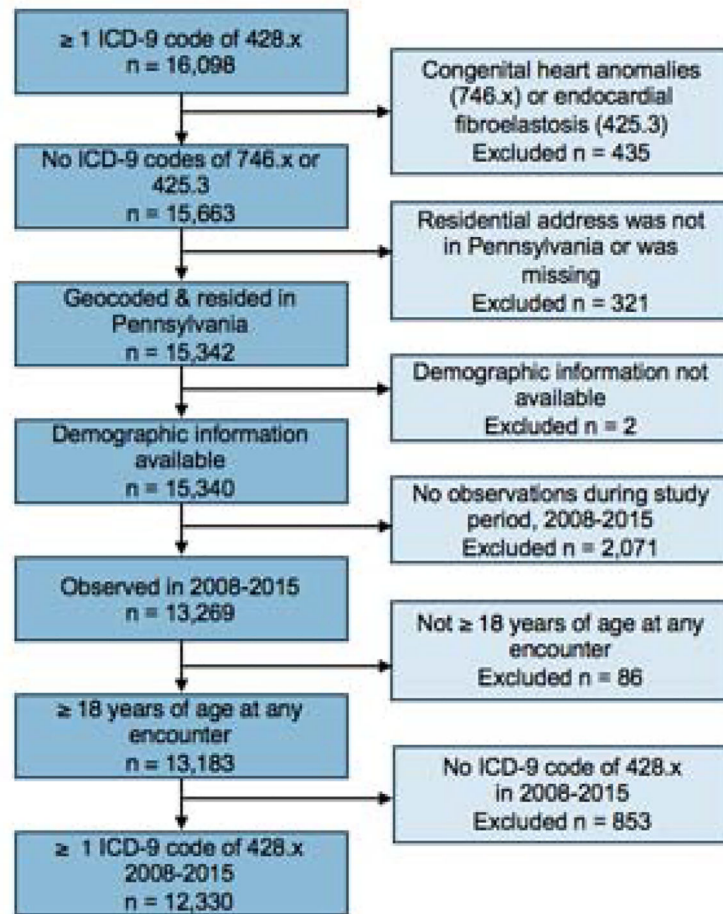 ≥ 1 ICD-9 code of 428.x
n = 16,098
Congenital heart anomalies
(746.x) or endocardial
fibroelastosis (425.3)
Excluded n = 435
No ICD-9 codes of 746.x or
425.3
n = 15,663
Residential address was not
in Pennsylvania or was
missing
Excluded n = 321
Geocoded & resided in
Pennsylvania
n = 15,342
Demographic information not
available
Excluded n = 2
Demographic information
available
n = 15,340
No observations during study
period, 2008-2015
Excluded n = 2,071
Observed in 2008-2015
n = 13,269
Not ≥ 18 years of age at any
encounter
Excluded n = 86
≥ 18 years of age at any
encounter
n = 13,183
No ICD-9 code of 428.x
in 2008-2015
Excluded n = 853
≥ 1 ICD-9 code of 428.x
2008-2015
n = 12,330